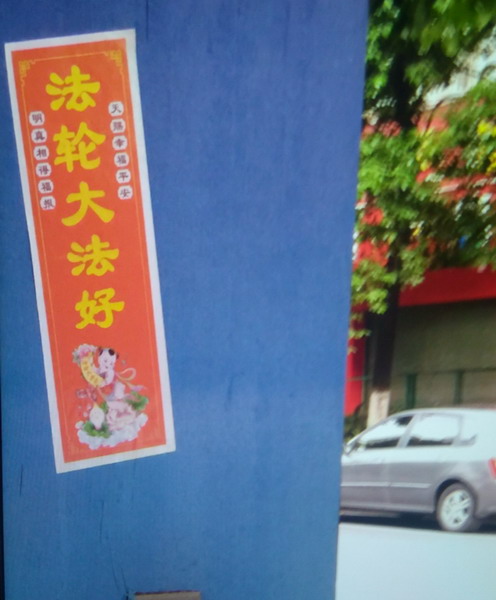 天赐幸福平安
法轮大法好
明真相得福报